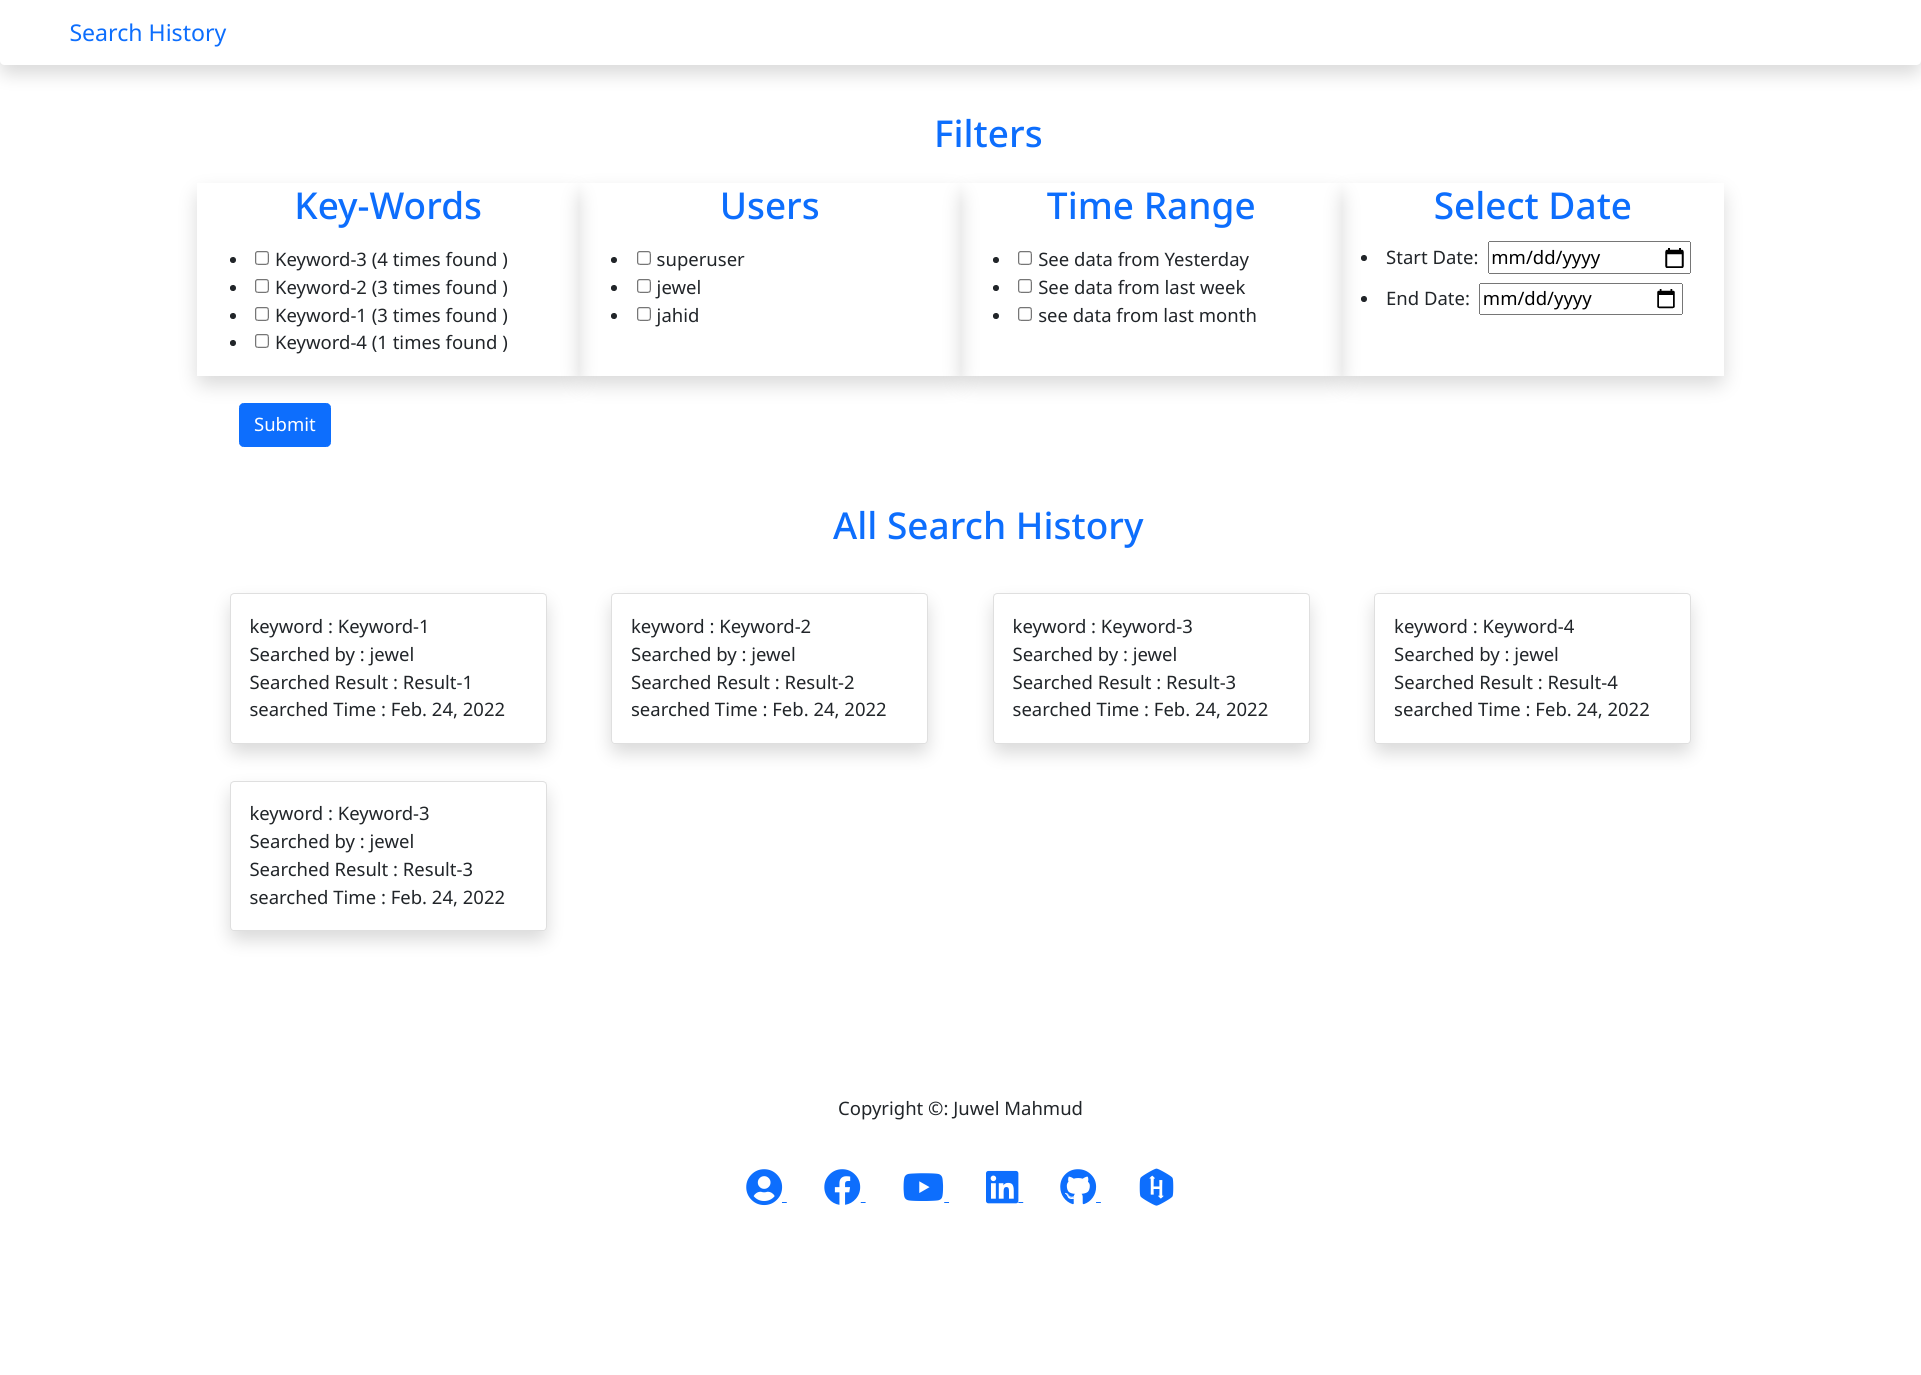 Search History
Filters
Key-Words
Keyword-3 (4 times found )
Keyword-2 (3 times found )
Keyword-1 (3 times found )
Keyword-4 (1 times found )
Users
superuser
jewel
jahid
Time Range
See data from Yesterday
See data from last week
see data from last month
Select Date
Start Date: mm/dd/yyyy
End Date: mm/dd/yyyy
Submit
All Search History
keyword : Keyword-1
Searched by : jewel
Searched Result : Result-1
searched Time : Feb. 24, 2022
keyword : Keyword-2
Searched by : jewel
Searched Result : Result-2
searched Time : Feb. 24, 2022
keyword : Keyword-3
Searched by : jewel
Searched Result : Result-3
searched Time : Feb. 24, 2022
keyword : Keyword-4
Searched by : jewel
Searched Result : Result-4
searched Time : Feb. 24, 2022
keyword : Keyword-3
Searched by : jewel
Searched Result : Result-3
searched Time : Feb. 24, 2022
Copyright ©: Juwel Mahmud